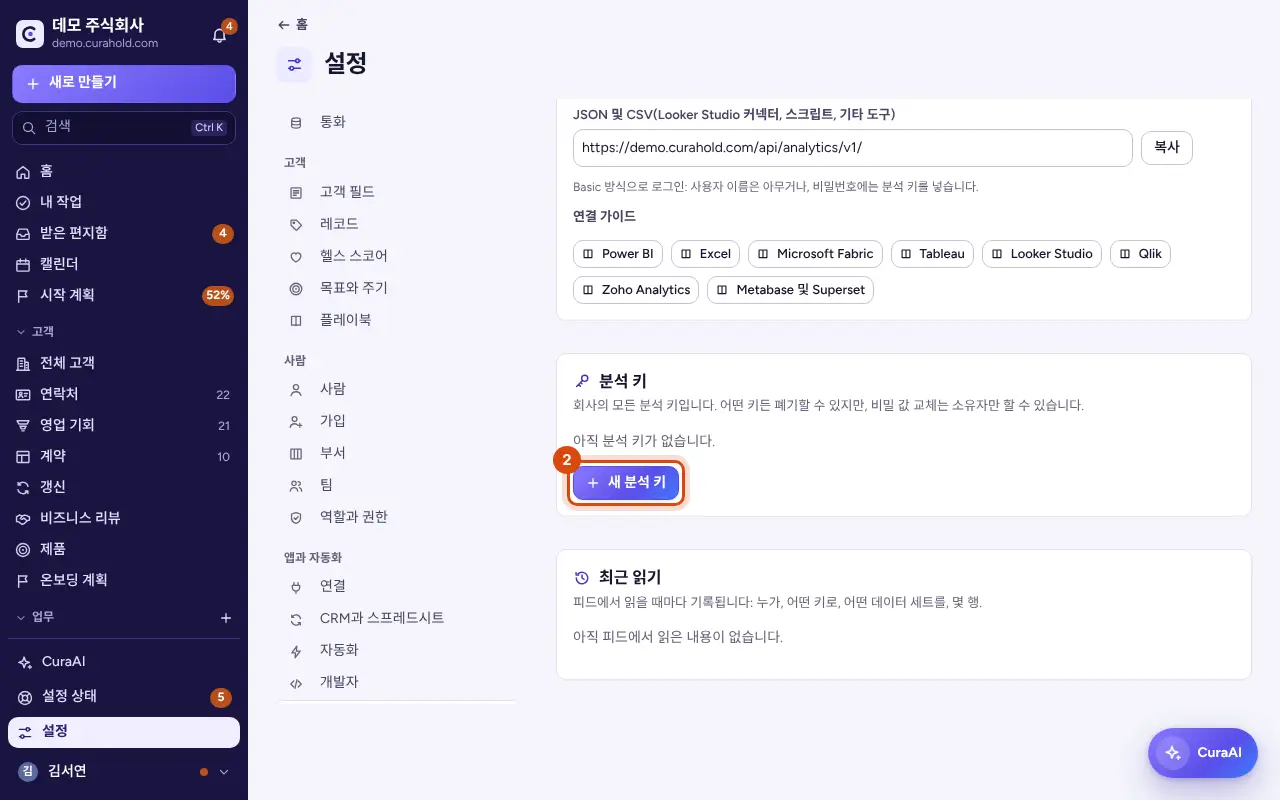 데모 주식회사
demo.curahold.com
4
새로 만들기
검색
Ctrl K
홈
내 작업
받은 편지함
4
캘린더
시작 계획
52%
고객
전체 고객
연락처
22
영업 기회
21
계약
10
갱신
비즈니스 리뷰
제품
온보딩 계획
업무
CuraAI
설정 상태
5
설정
김
김서연
홈
설정
통화
고객
고객 필드
레코드
헬스 스코어
목표와 주기
플레이북
사람
사람
가입
부서
팀
역할과 권한
앱과 자동화
연결
CRM과 스프레드시트
자동화
개발자
JSON 및 CSV(Looker Studio 커넥터, 스크립트, 기타 도구)
https://demo.curahold.com/api/analytics/v1/
복사
Basic 방식으로 로그인: 사용자 이름은 아무거나, 비밀번호에는 분석 키를 넣습니다.
연결 가이드
Power BI
Excel
Microsoft Fabric
Tableau
Looker Studio
Qlik
Zoho Analytics
Metabase 및 Superset
분석 키
회사의 모든 분석 키입니다. 어떤 키든 폐기할 수 있지만, 비밀 값 교체는 소유자만 할 수 있습니다.
아직 분석 키가 없습니다.
2
새 분석 키
최근 읽기
피드에서 읽을 때마다 기록됩니다: 누가, 어떤 키로, 어떤 데이터 세트를, 몇 행.
아직 피드에서 읽은 내용이 없습니다.
CuraAI